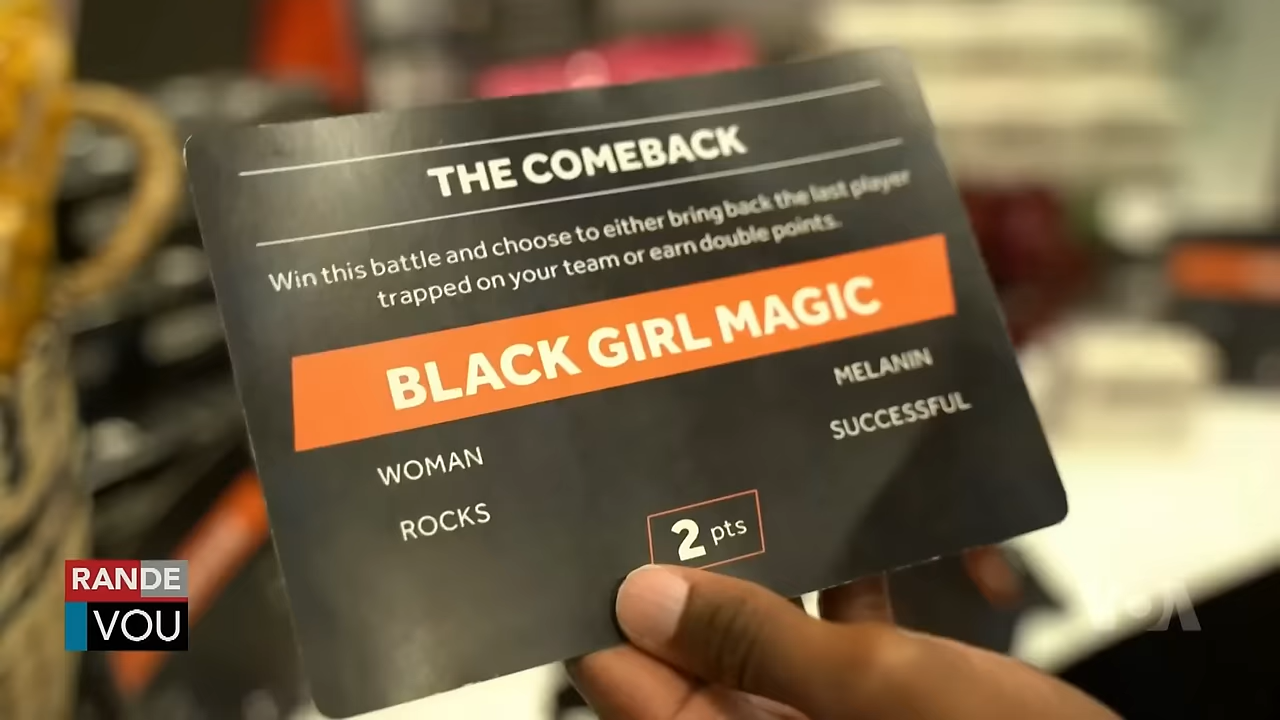 THE COMEBACK
Win this battle and choose to either bring back the last player
trapped on your team or earn double points.
BLACK GIRL MAGIC
WOMAN
MELANIN
ROCKS
SUCCESSFUL
2 pts
RANDE
VOU
VOA